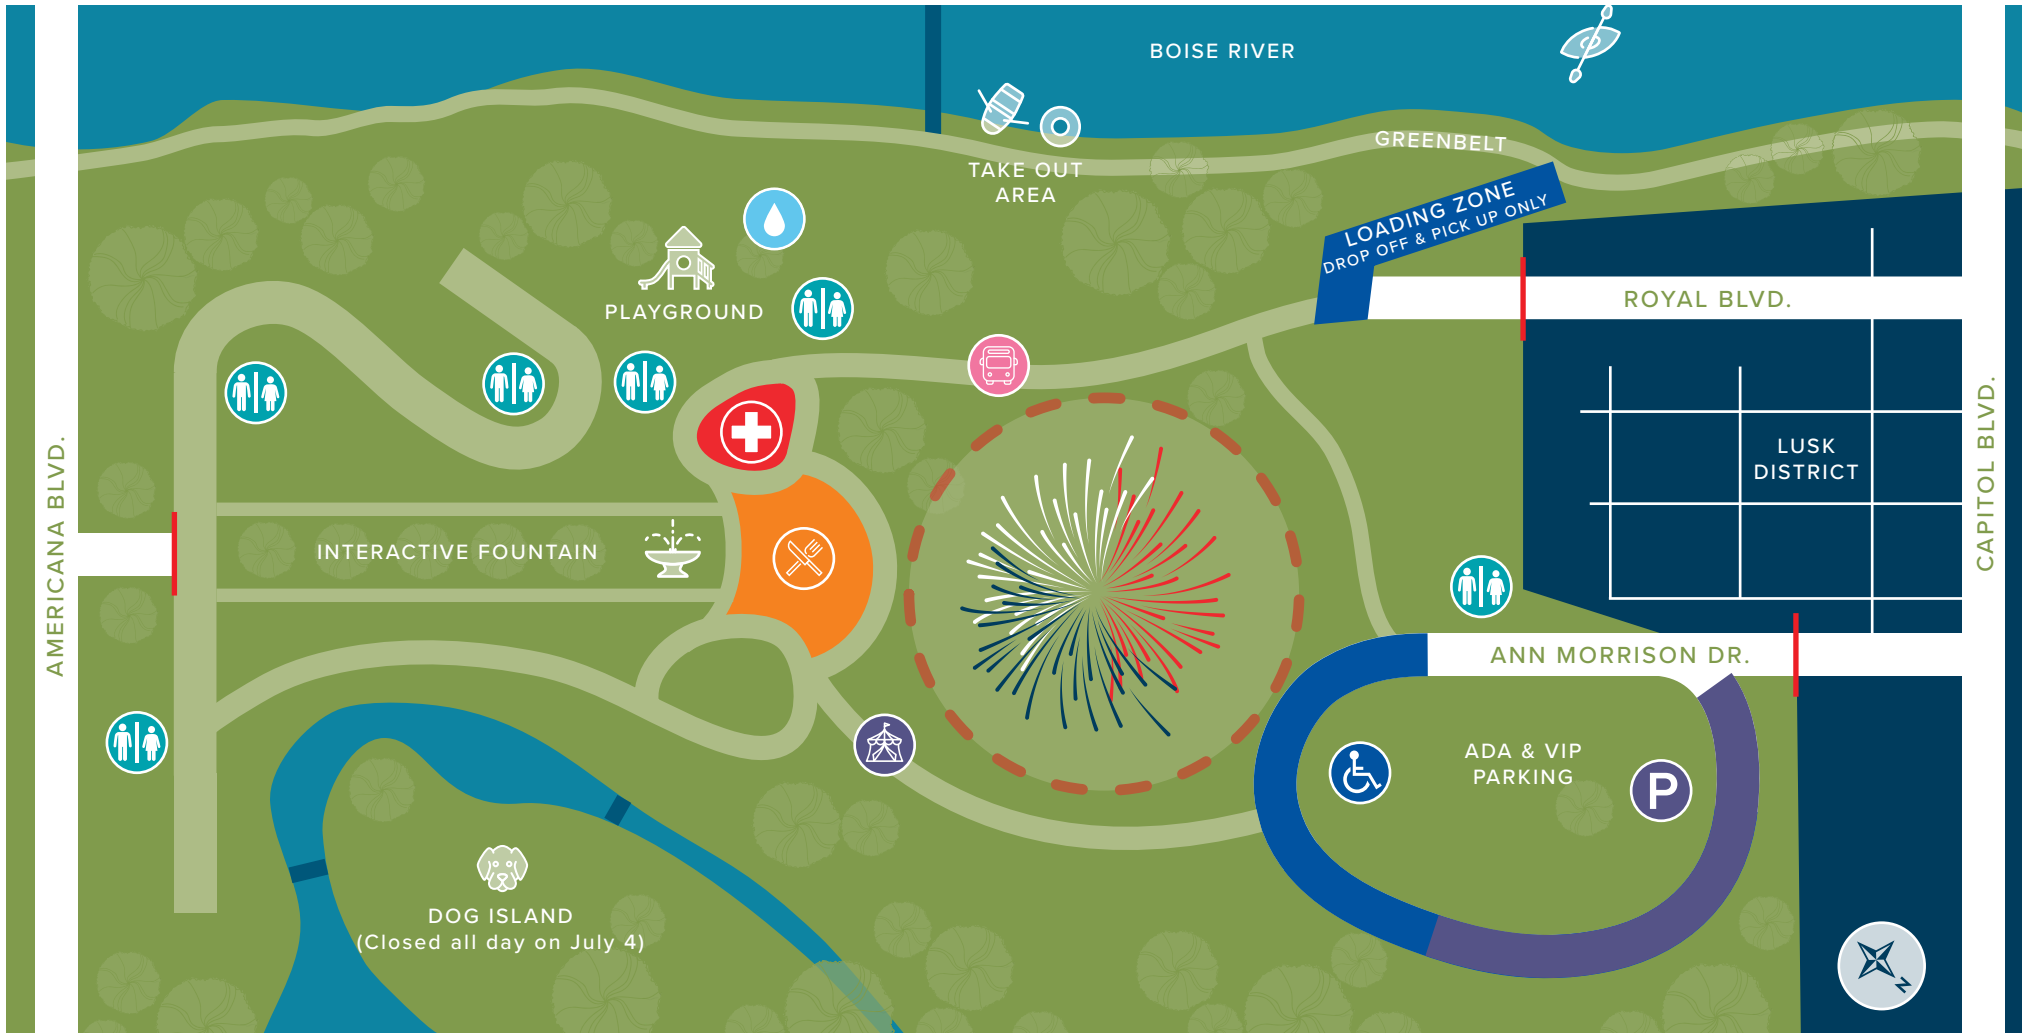 BOISE RIVER
GREENBELT
TAKE OUT
AREA
LOADING ZONE
DROP OFF & PICK UP ONLY
PLAYGROUND
ROYAL BLVD.
LUSK
DISTRICT
AMERICANA BLVD.
CAPITOL BLVD.
INTERACTIVE FOUNTAIN
ANN MORRISON DR.
ADA & VIP
PARKING
P
DOG ISLAND
(Closed all day on July 4)
N